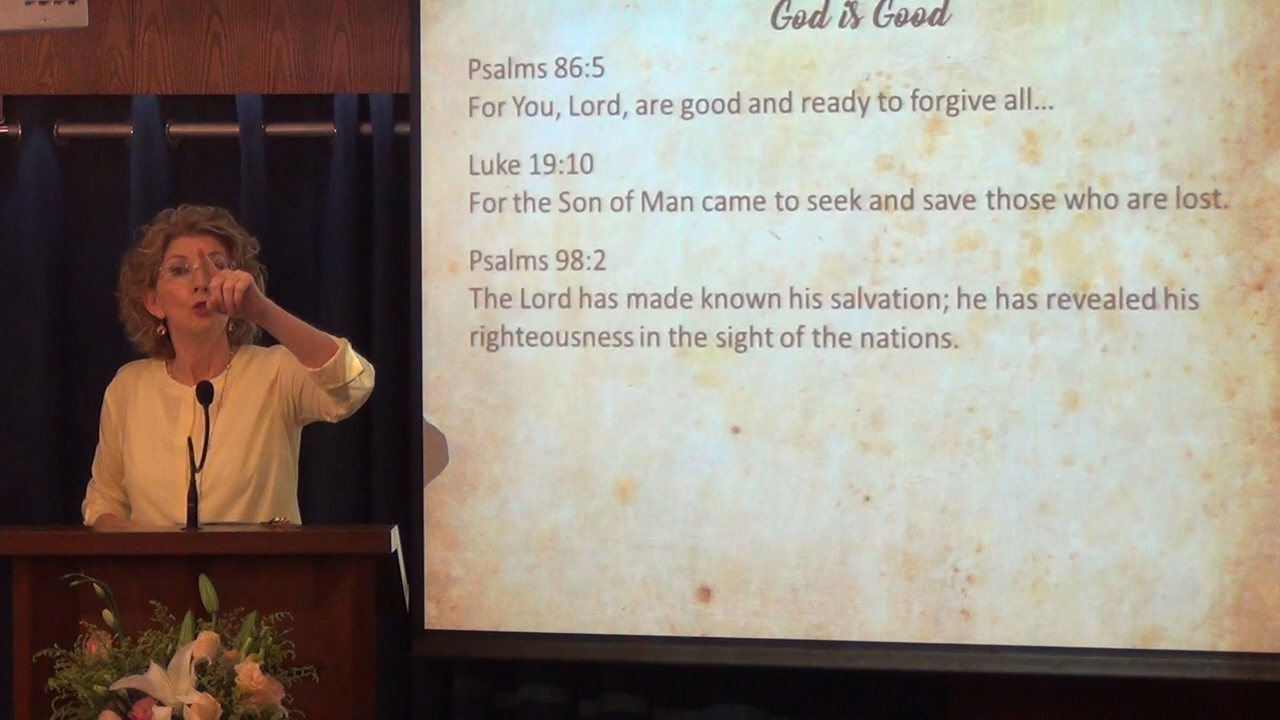 God is Good
Psalms 86:5
For You, Lord, are good and ready to forgive all...
Luke 19:10
For the Son of Man came to seek and save those who are lost.
Psalms 98:2
The Lord has made known his salvation; he has revealed his
righteousness in the sight of the nations.